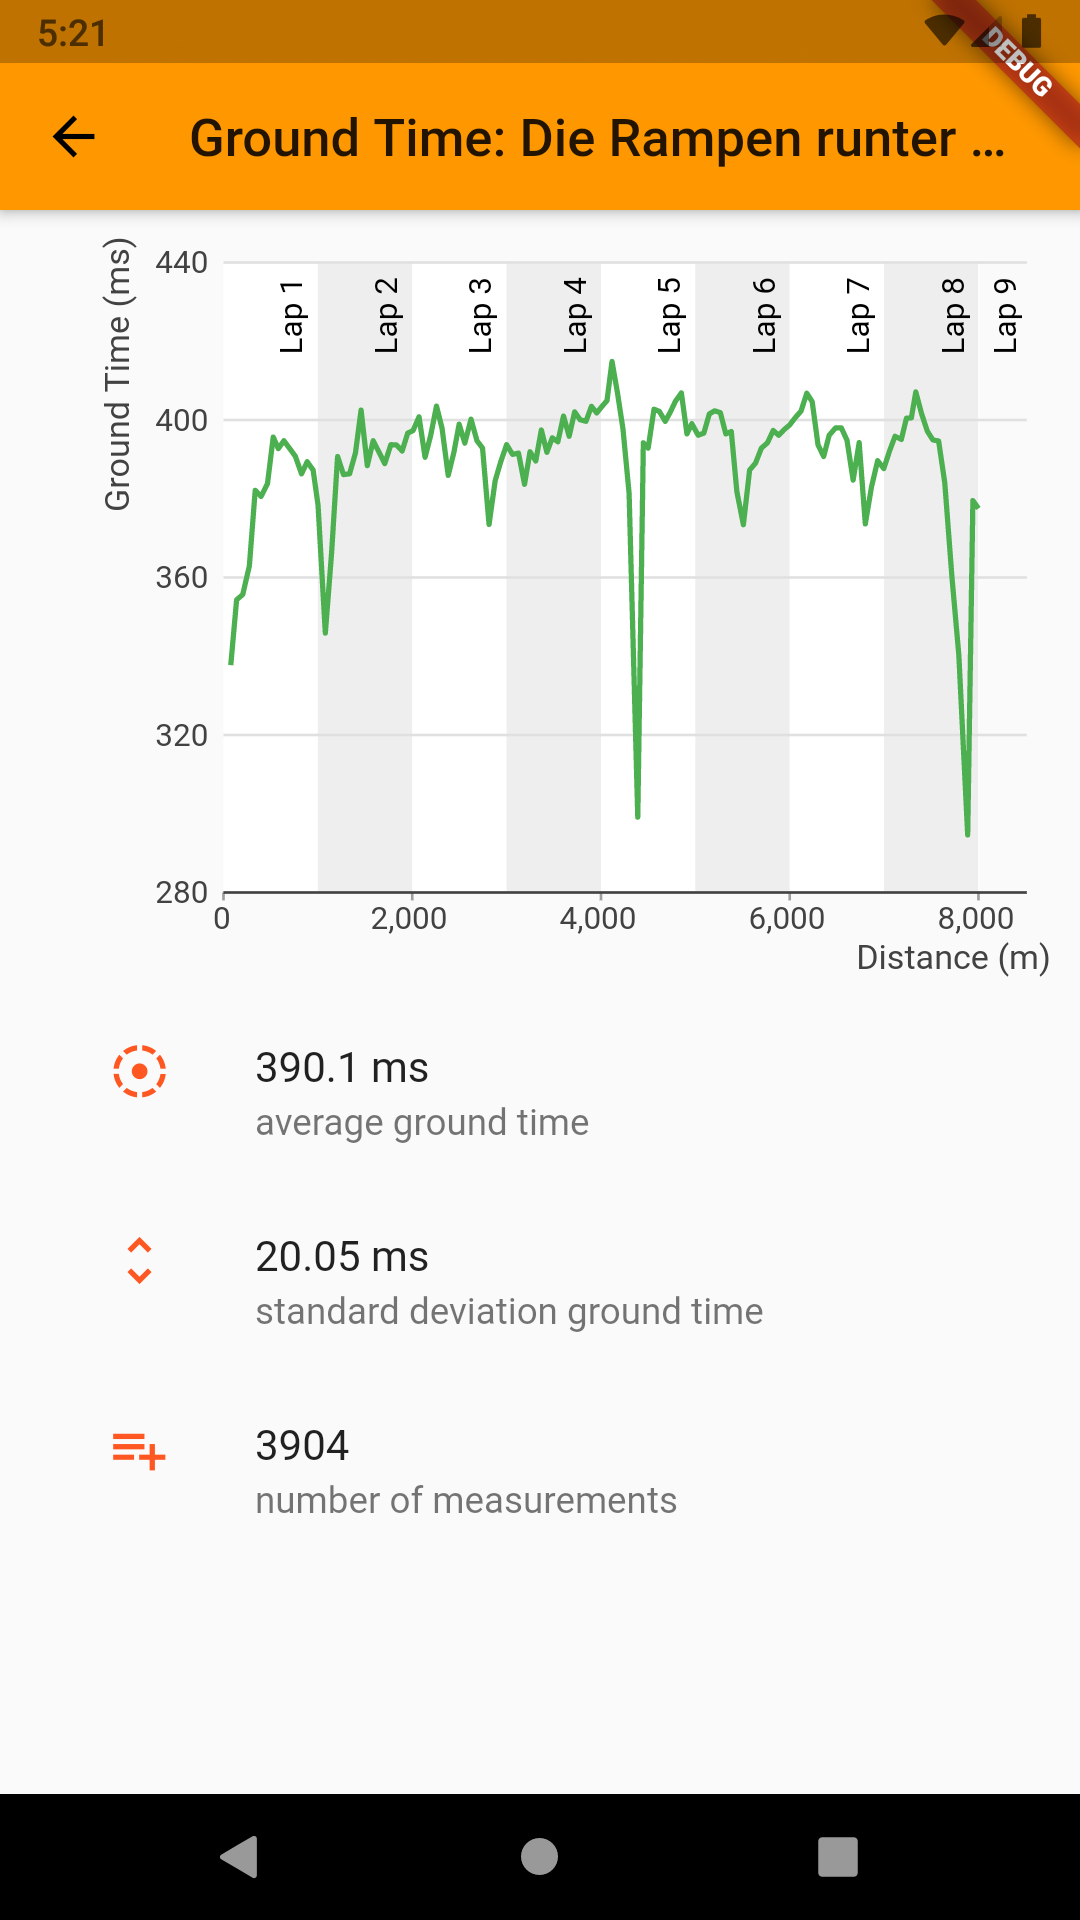 5:21
DEBUG
Ground Time: Die Rampen runter ...
Ground Time (ms)
440
400
360
320
280
Lap 1
Lap 2
Lap 3
Lap 4
Lap 5
Lap 6
Lap 7
Lap 8
Lap 9
0 2,000 4,000 6,000 8,000
Distance (m)
390.1 ms
average ground time
20.05 ms
standard deviation ground time
3904
number of measurements